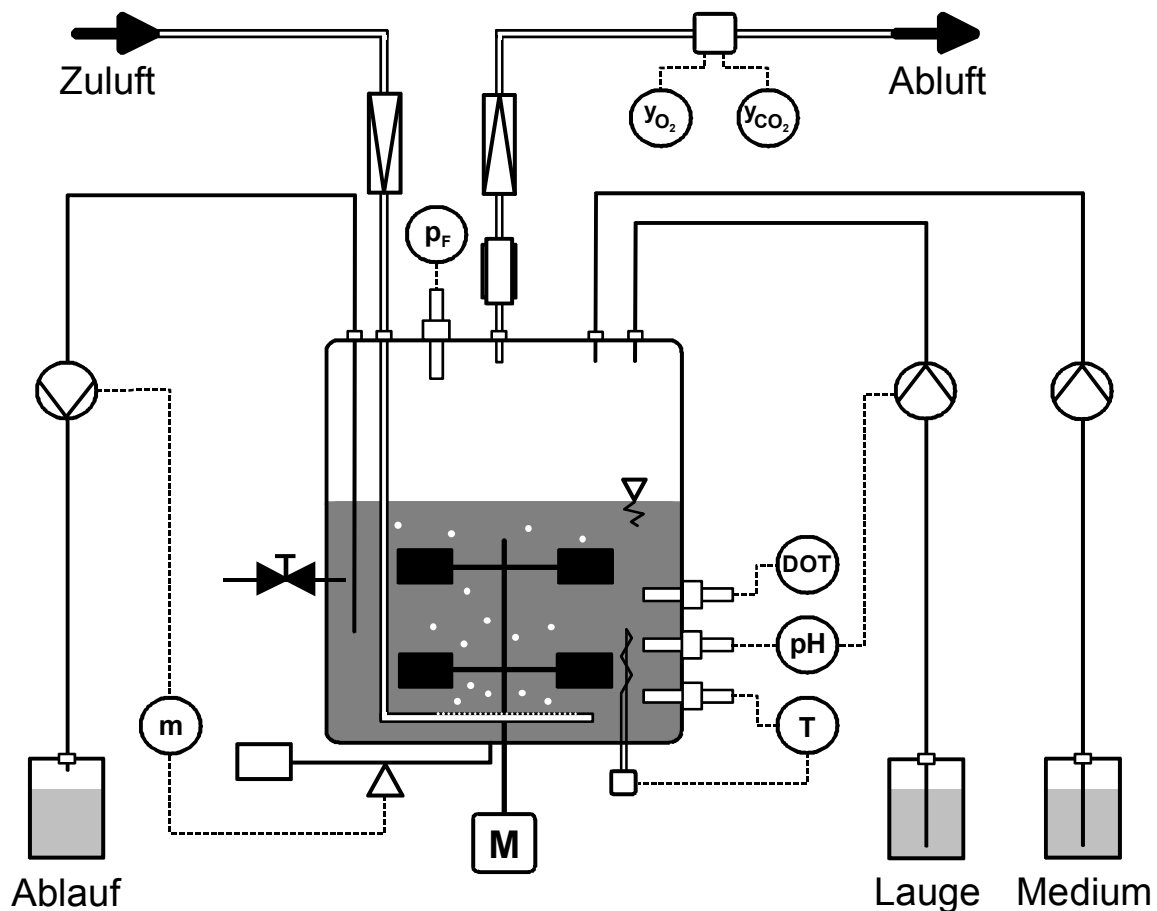 Zuluft
Abluft
yO₂
yCO₂
pF
DOT
pH
T
m
M
Ablauf
Lauge
Medium